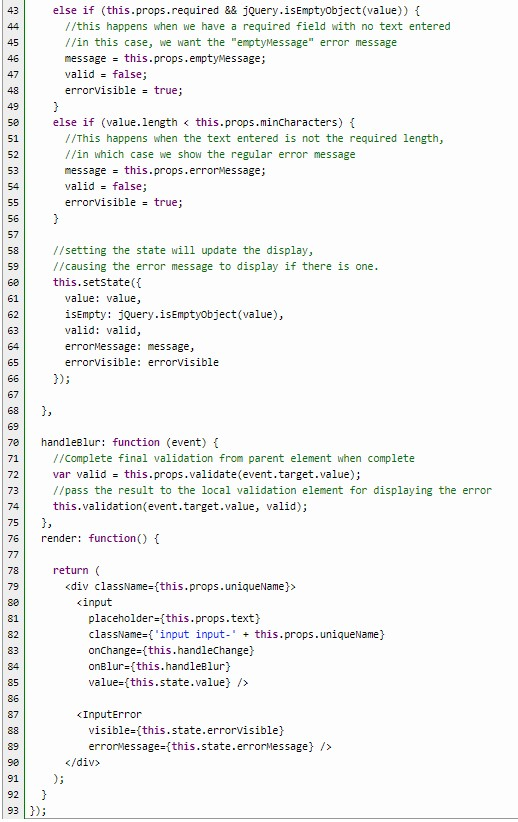 43 else if (this.props.required && jQuery.isEmptyObject(value)) {
44 //this happens when we have a required field with no text entered
45 //in this case, we want the "emptyMessage" error message
46 message = this.props.emptyMessage;
47 valid = false;
48 errorVisible = true;
49 }
50 else if (value.length < this.props.minCharacters) {
51 //This happens when the text entered is not the required length,
52 //in which case we show the regular error message
53 message = this.props.errorMessage;
54 valid = false;
55 errorVisible = true;
56 }
57
58 //setting the state will update the display,
59 //causing the error message to display if there is one.
60 this.setState({
61 value: value,
62 isEmpty: jQuery.isEmptyObject(value),
63 valid: valid,
64 errorMessage: message,
65 errorVisible: errorVisible
66 });
67
68 },
69
70 handleBlur: function (event) {
71 //Complete final validation from parent element when complete
72 var valid = this.props.validate(event.target.value);
73 //pass the result to the local validation element for displaying the error
74 this.validation(event.target.value, valid);
75 },
76 render: function() {
77
78 return (
79 <div className={this.props.uniqueName}>
80 <input
81 placeholder={this.props.text}
82 className={'input input-' + this.props.uniqueName}
83 onChange={this.handleChange}
84 onBlur={this.handleBlur}
85 value={this.state.value} />
86
87 <InputError
88 visible={this.state.errorVisible}
89 errorMessage={this.state.errorMessage} />
90 </div>
91 );
92 }
93 });